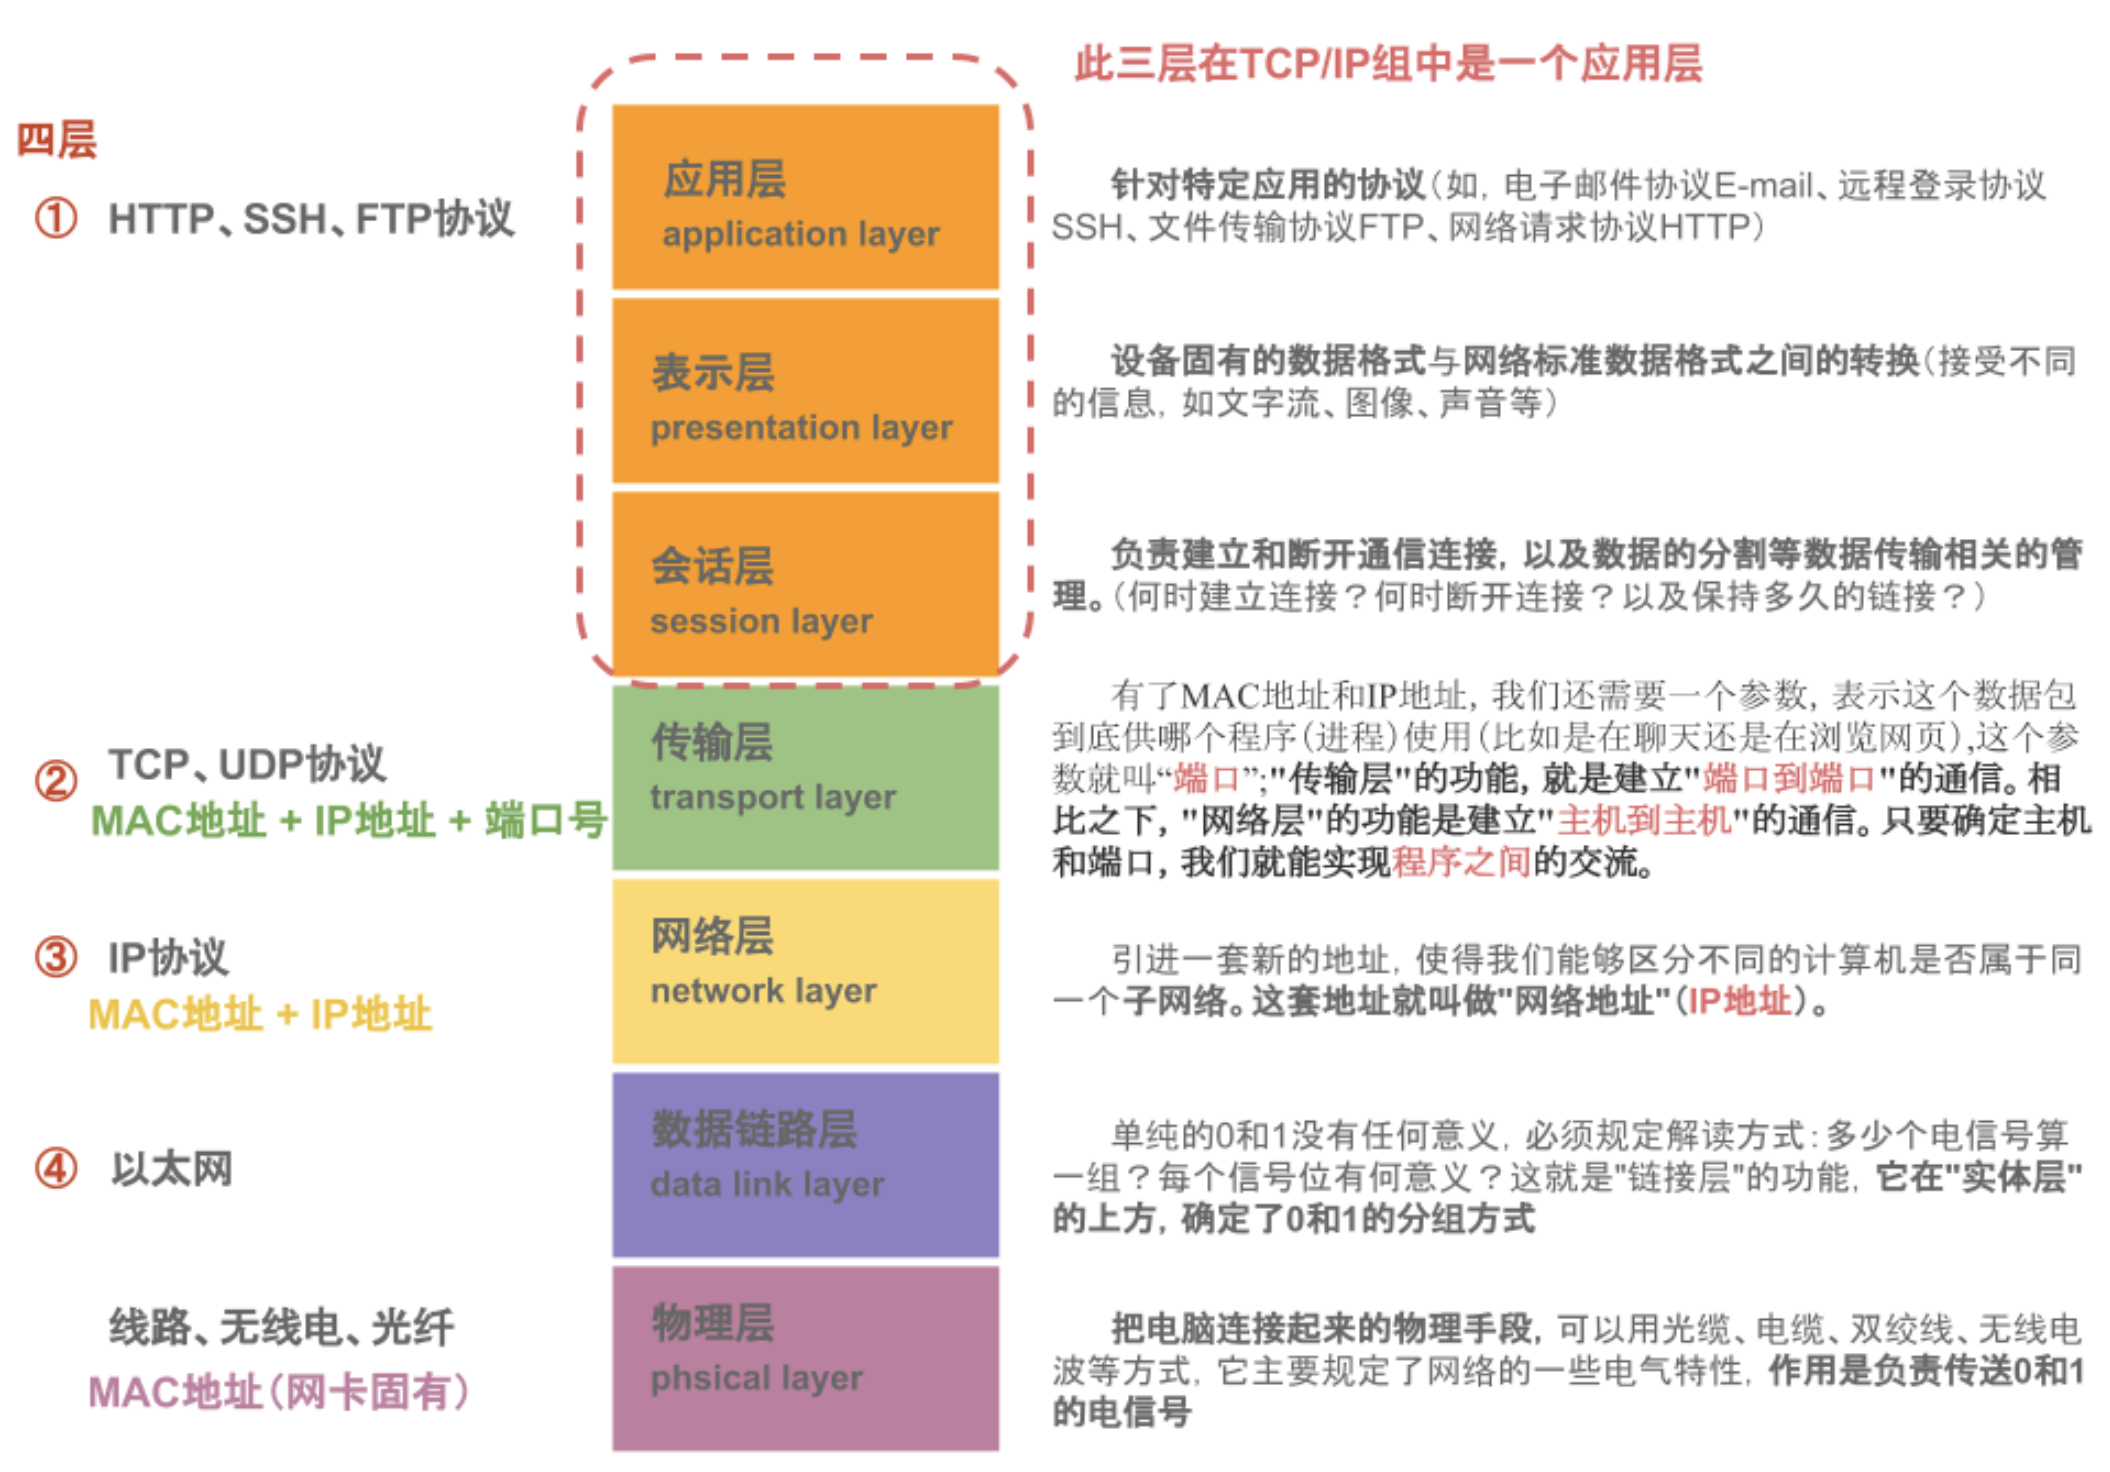 此三层在TCP/IP组中是一个应用层
四层
① HTTP、SSH、FTP协议
应用层
application layer
针对特定应用的协议(如, 电子邮件协议E-mail、远程登录协议
SSH、文件传输协议FTP、网络请求协议HTTP)
表示层
presentation layer
设备固有的数据格式与网络标准数据格式之间的转换(接受不同
的信息, 如文字流、图像、声音等)
会话层
session layer
负责建立和断开通信连接, 以及数据的分割等数据传输相关的管
理。(何时建立连接？何时断开连接？以及保持多久的链接？)
② TCP、UDP协议
MAC地址 + IP地址 + 端口号
传输层
transport layer
有了MAC地址和IP地址, 我们还需要一个参数, 表示这个数据包
到底供哪个程序(进程)使用(比如是在聊天还是在浏览网页),这个参
数就叫“端口”;"传输层"的功能, 就是建立"端口到端口"的通信。相
比之下, "网络层"的功能是建立"主机到主机"的通信。只要确定主机
和端口, 我们就能实现程序之间的交流。
③ IP协议
MAC地址 + IP地址
网络层
network layer
引进一套新的地址, 使得我们能够区分不同的计算机是否属于同
一个子网络。这套地址就叫做"网络地址"(IP地址)。
④ 以太网
数据链路层
data link layer
单纯的0和1没有任何意义, 必须规定解读方式: 多少个电信号算
一组？每个信号位有何意义？这就是"链接层"的功能, 它在"实体层"
的上方, 确定了0和1的分组方式
线路、无线电、光纤
MAC地址(网卡固有)
物理层
phsical layer
把电脑连接起来的物理手段, 可以用光缆、电缆、双绞线、无线电
波等方式, 它主要规定了网络的一些电气特性, 作用是负责传送0和1
的电信号